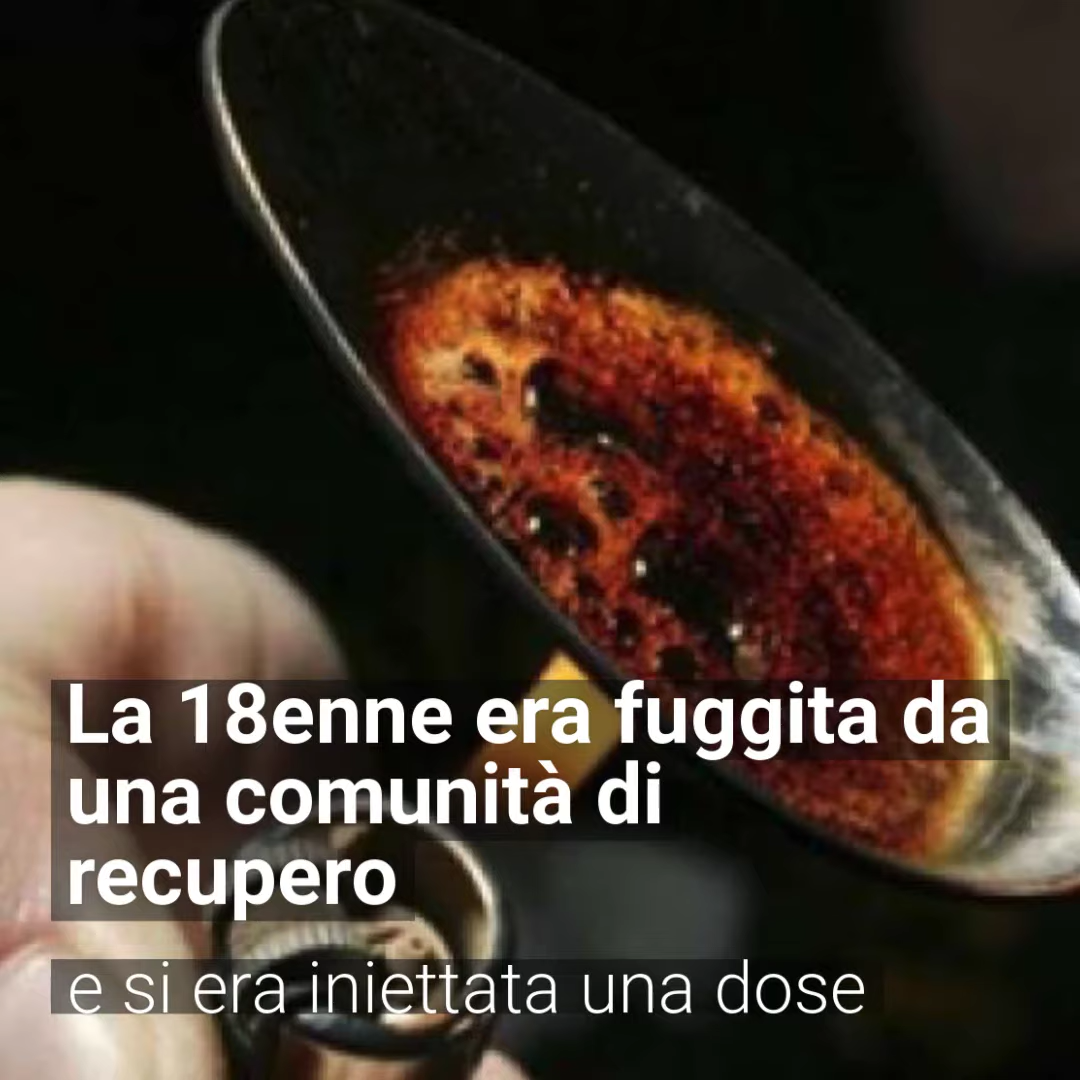 La 18enne era fuggita da
una comunità di
recupero
e si era iniettata una dose